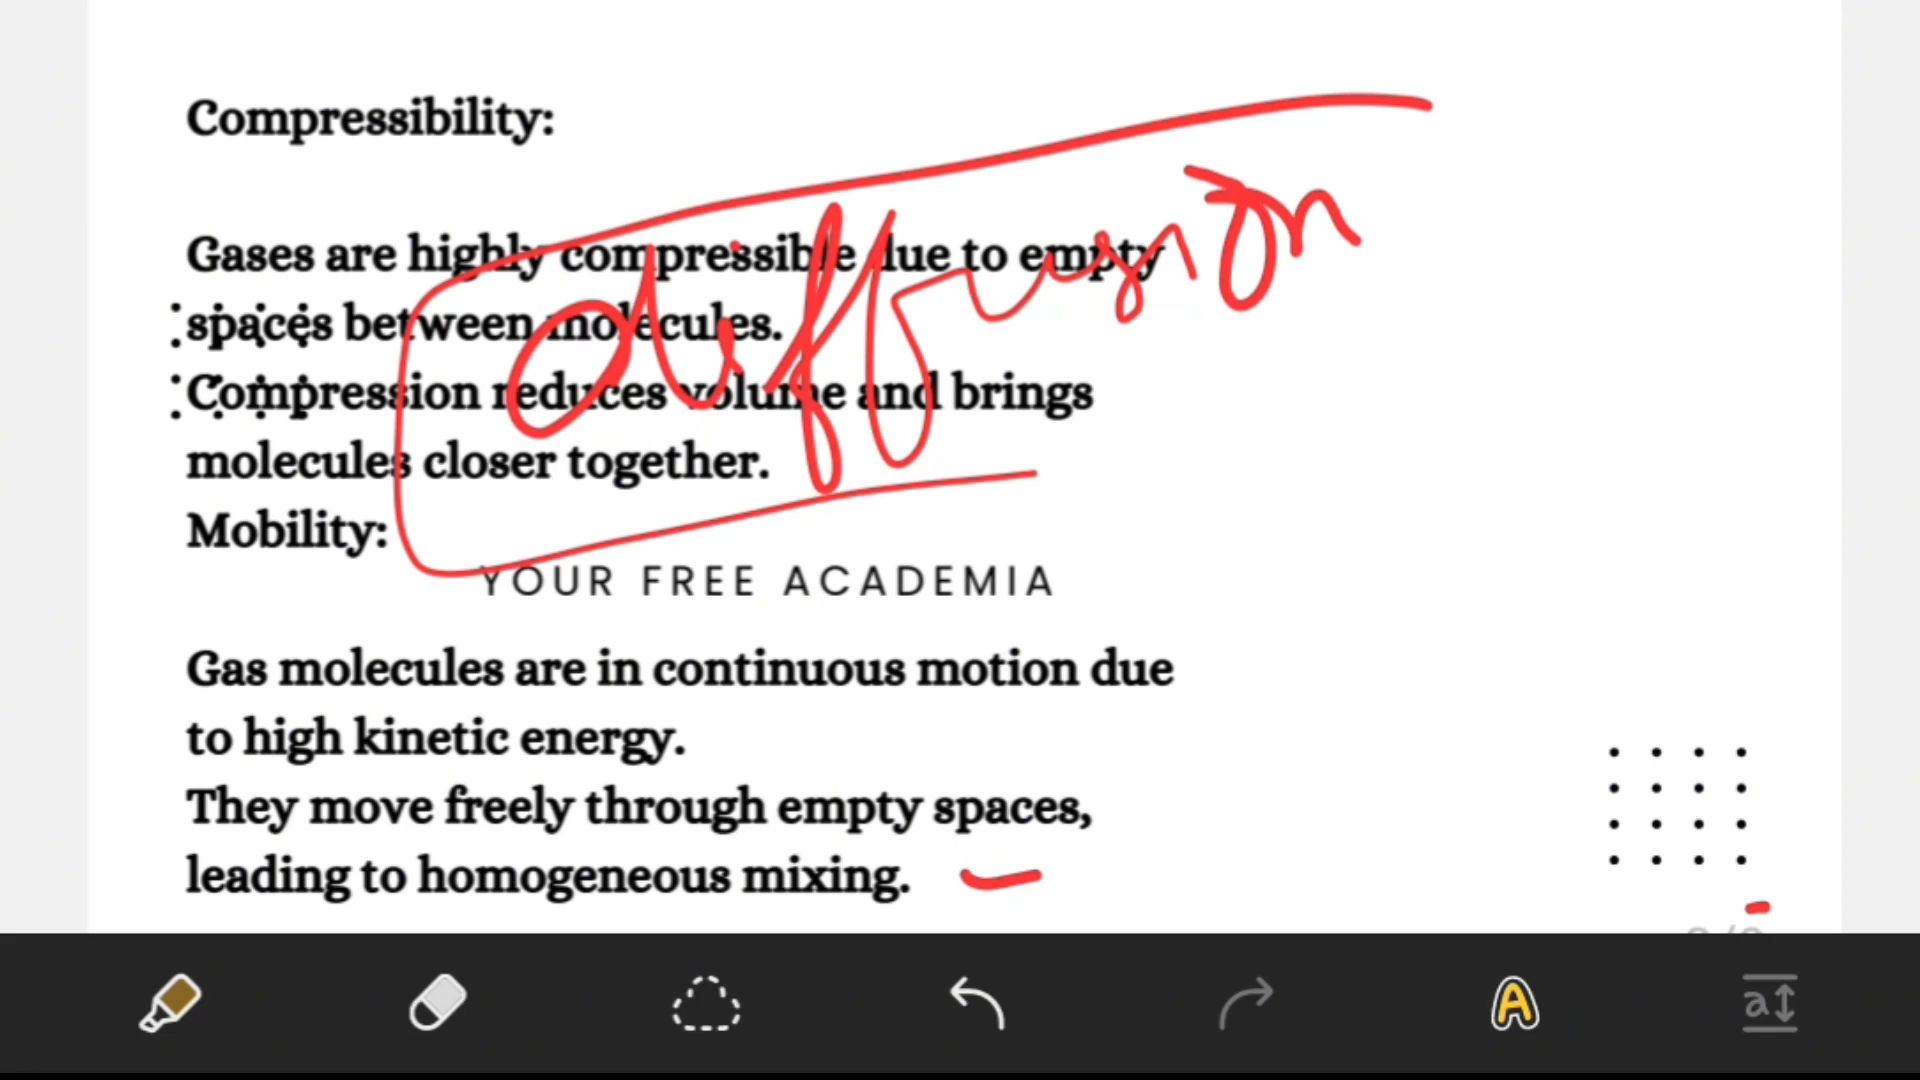 Compressibility:
Gases are highly compressible due to empty
spaces between molecules.
Compression reduces volume and brings
molecules closer together.
diffusion
Mobility:
YOUR FREE ACADEMIA
Gas molecules are in continuous motion due
to high kinetic energy.
They move freely through empty spaces,
leading to homogeneous mixing.
A
a